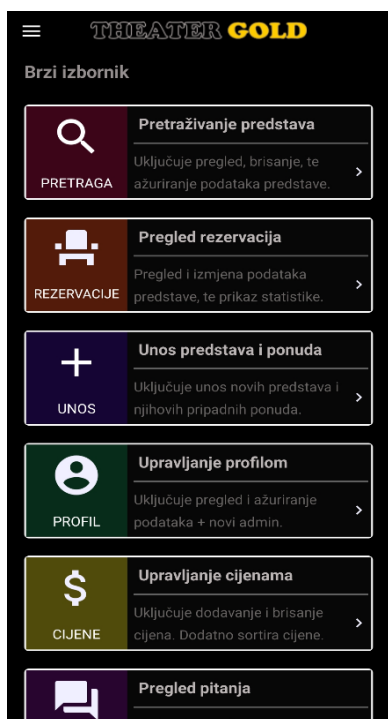 THEATER GOLD
Brzi izbornik
Pretraživanje predstava
Uključuje pregled, brisanje, te
ažuriranje podataka predstave.
PRETRAGA
Pregled rezervacija
Pregled i izmjena podataka
predstave, te prikaz statistike.
REZERVACIJE
Unos predstava i ponuda
Uključuje unos novih predstava i
njihovih pripadnih ponuda.
UNOS
Upravljanje profilom
Uključuje pregled i ažuriranje
podataka + novi admin.
PROFIL
Upravljanje cijenama
Uključuje dodavanje i brisanje
cijena. Dodatno sortira cijene.
CIJENE
Pregled pitanja